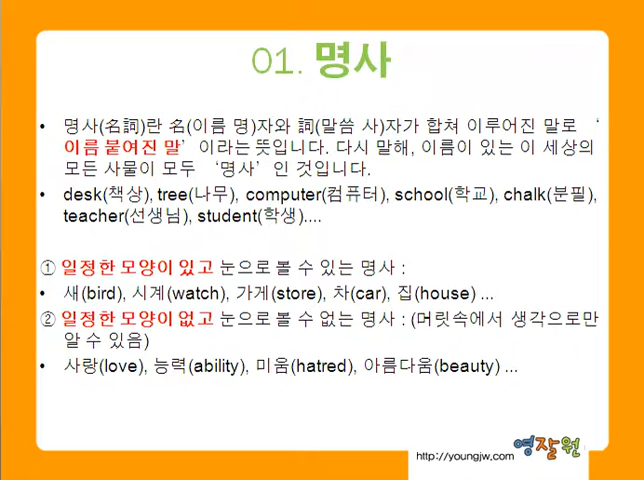 01. 명사
• 명사(名詞)란 名(이름 명)자와 詞(말씀 사)자가 합쳐 이루어진 말로 ‘
이름 붙여진 말’ 이라는 뜻입니다. 다시 말해, 이름이 있는 이 세상의
모든 사물이 모두 ‘명사’ 인 것입니다.
• desk(책상), tree(나무), computer(컴퓨터), school(학교), chalk(분필),
teacher(선생님), student(학생)....
① 일정한 모양이 있고 눈으로 볼 수 있는 명사 :
• 새(bird), 시계(watch), 가게(store), 차(car), 집(house) ...
② 일정한 모양이 없고 눈으로 볼 수 없는 명사 : (머릿속에서 생각으로만
알 수 있음)
• 사랑(love), 능력(ability), 미움(hatred), 아름다움(beauty) ...
http://youngjw.com 영잘원